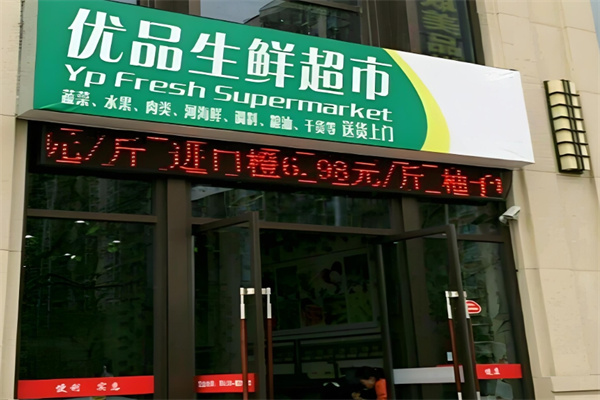 优品生鲜超市
Yp Fresh Supermarket
蔬菜、水果、肉类、河海鲜、调料、粮油、干货等 送货上门
元/斤 进口橙6.98元/斤 柚子
便利 实惠